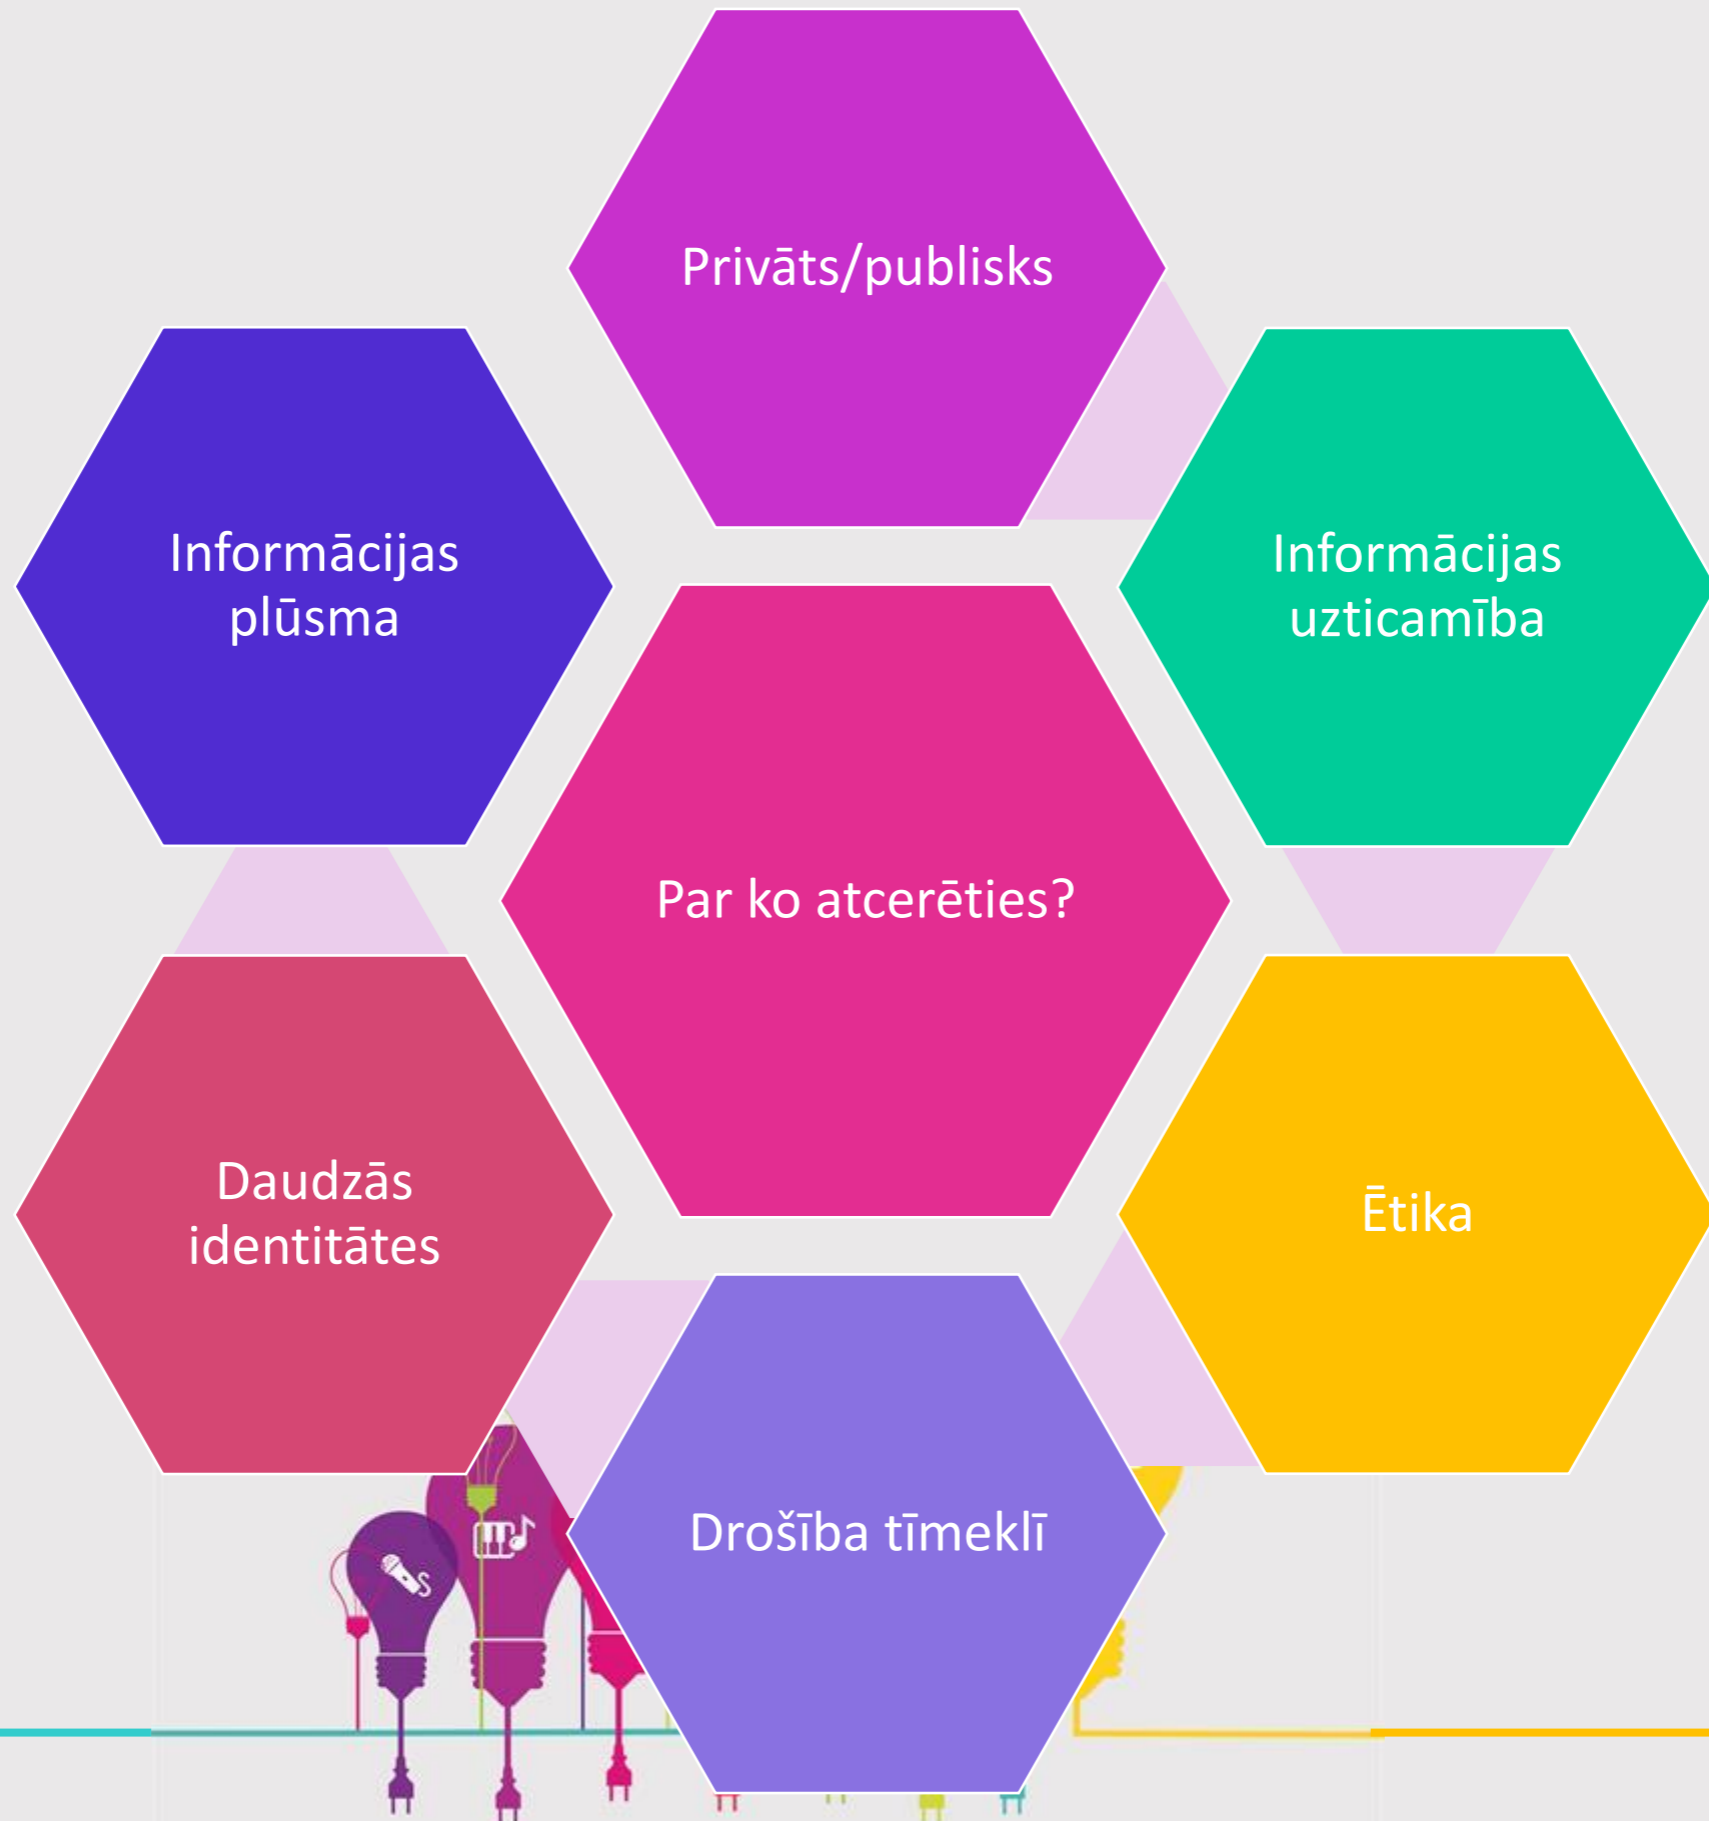 Privāts/publisks
Informācijas
plūsma
Informācijas
uzticamība
Par ko atcerēties?
Daudzās
identitātes
Ētika
Drošība tīmeklī